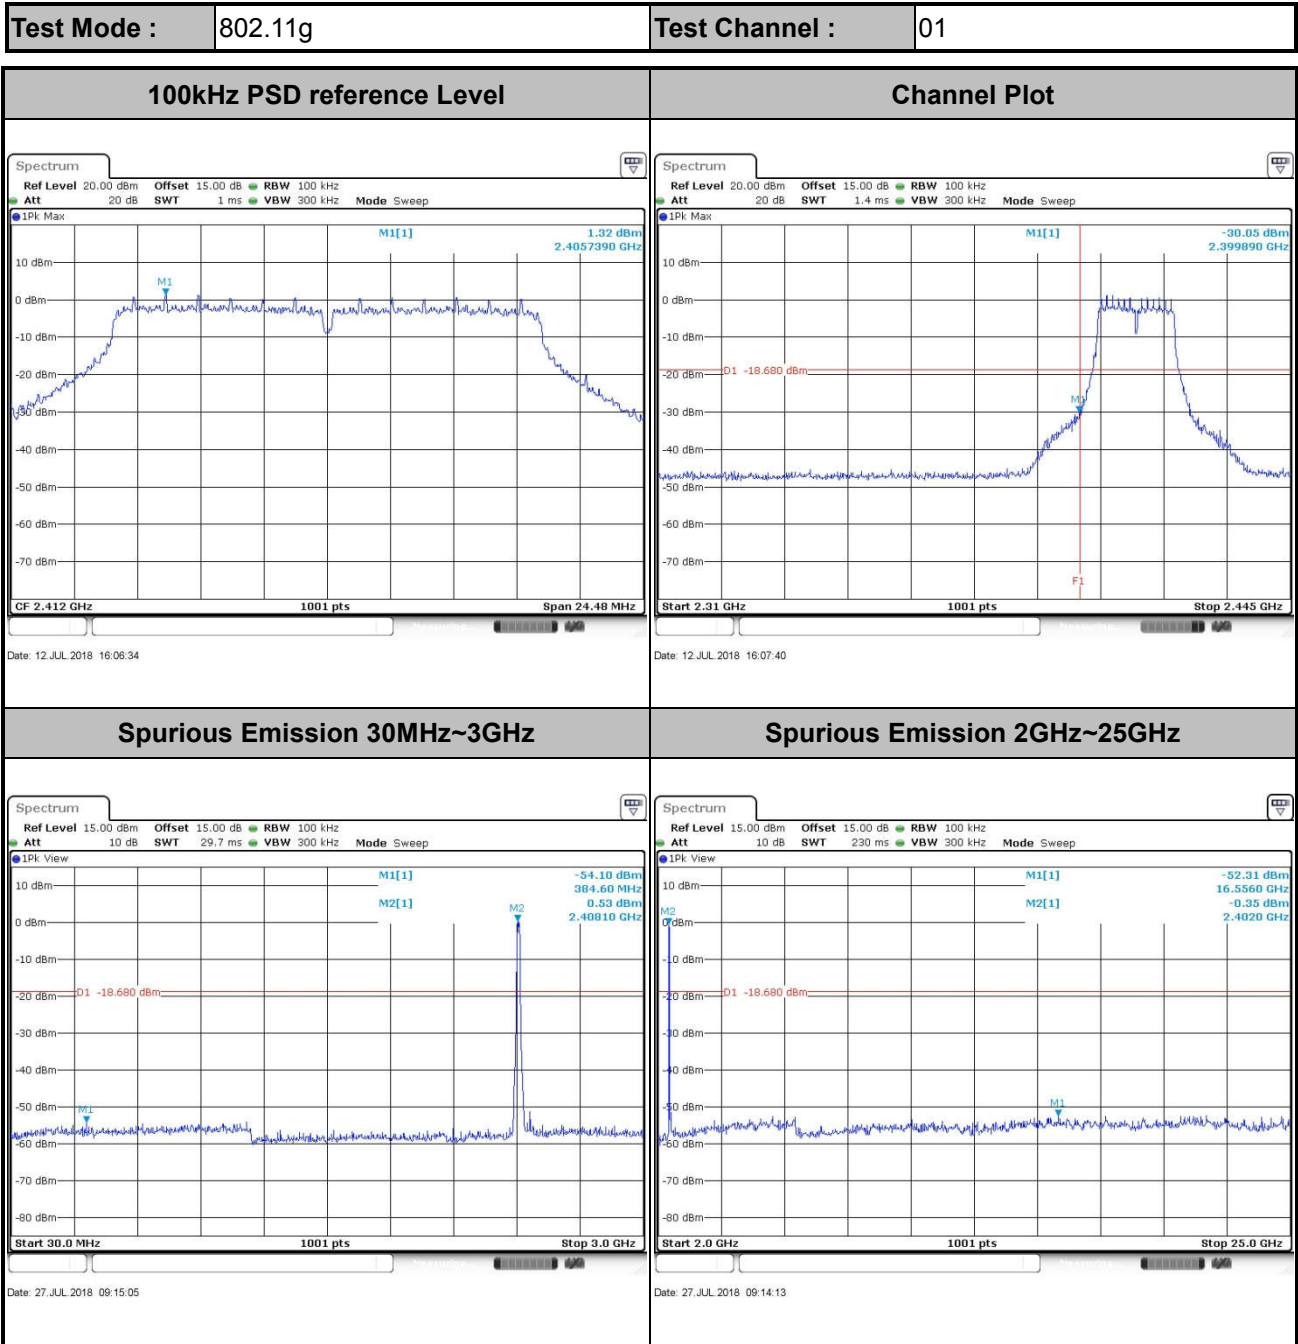 Test Mode : 802.11g Test Channel : 01
100kHz PSD reference Level
Channel Plot
Spectrum
Ref Level 20.00 dBm Offset 15.00 dB RBW 100 kHz
Att 20 dB SWT 1 ms VBW 300 kHz Mode Sweep
1Pk Max
M1[1] 1.32 dBm
2.4057390 GHz
10 dBm
M1
0 dBm
-10 dBm
-20 dBm
-30 dBm
-40 dBm
-50 dBm
-60 dBm
-70 dBm
CF 2.412 GHz 1001 pts Span 24.48 MHz
Date: 12.JUL.2018 16:06:34
Spectrum
Ref Level 20.00 dBm Offset 15.00 dB RBW 100 kHz
Att 20 dB SWT 1.4 ms VBW 300 kHz Mode Sweep
1Pk Max
M1[1] -30.05 dBm
2.399890 GHz
10 dBm
0 dBm
-10 dBm
-20 dBm
D1 -18.680 dBm
M1
-30 dBm
-40 dBm
-50 dBm
-60 dBm
-70 dBm
F1
Start 2.31 GHz 1001 pts Stop 2.445 GHz
Date: 12.JUL.2018 16:07:40
Spurious Emission 30MHz~3GHz
Spurious Emission 2GHz~25GHz
Spectrum
Ref Level 15.00 dBm Offset 15.00 dB RBW 100 kHz
Att 10 dB SWT 29.7 ms VBW 300 kHz Mode Sweep
1Pk View
M1[1] -54.10 dBm
384.60 MHz
M2[1] 0.53 dBm
2.40810 GHz
10 dBm
M2
0 dBm
-10 dBm
-20 dBm
D1 -18.680 dBm
-30 dBm
-40 dBm
-50 dBm
M1
-60 dBm
-70 dBm
-80 dBm
Start 30.0 MHz 1001 pts Stop 3.0 GHz
Date: 27.JUL.2018 09:15:05
Spectrum
Ref Level 15.00 dBm Offset 15.00 dB RBW 100 kHz
Att 10 dB SWT 230 ms VBW 300 kHz Mode Sweep
1Pk View
M1[1] -52.31 dBm
16.5560 GHz
M2[1] -0.35 dBm
2.4020 GHz
10 dBm
M2
0 dBm
-10 dBm
-20 dBm
D1 -18.680 dBm
-30 dBm
-40 dBm
-50 dBm
M1
-60 dBm
-70 dBm
-80 dBm
Start 2.0 GHz 1001 pts Stop 25.0 GHz
Date: 27.JUL.2018 09:14:13